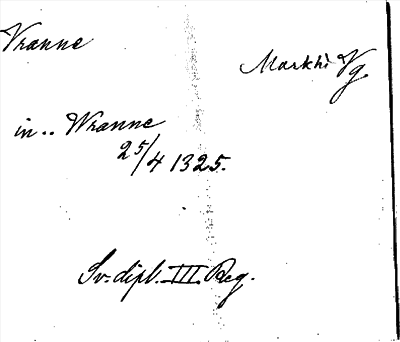 Vranne
Markhi Vg
in.. Wranne
25/4 1325.
Sv. dipl. III. Reg.